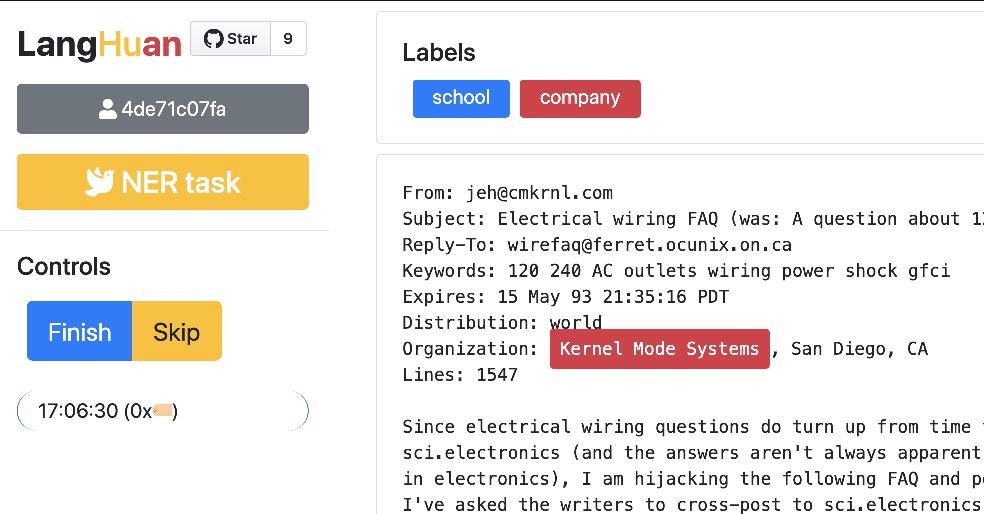 LangHuan
Star 9
4de71c07fa
NER task
Controls
Finish Skip
17:06:30 (0x🏷️)
Labels
school company
From: jeh@cmkrnl.com
Subject: Electrical wiring FAQ (was: A question about
Reply-To: wirefaq@ferret.ocunix.on.ca
Keywords: 120 240 AC outlets wiring power shock gfci
Expires: 15 May 93 21:35:16 PDT
Distribution: world
Organization: Kernel Mode Systems, San Diego, CA
Lines: 1547
Since electrical wiring questions do turn up from time
sci.electronics (and the answers aren't always apparent
in electronics), I am hijacking the following FAQ and
I've asked the writers to cross-post to sci.electronics